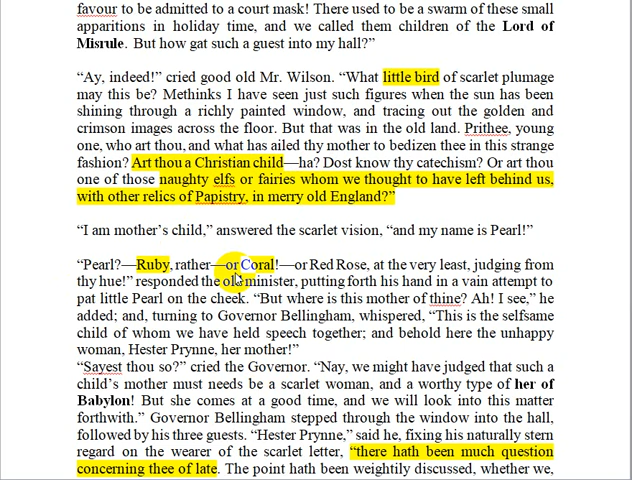 favour to be admitted to a court mask! There used to be a swarm of these small
apparitions in holiday time, and we called them children of the Lord of
Misrule. But how gat such a guest into my hall?”
“Ay, indeed!” cried good old Mr. Wilson. “What little bird of scarlet plumage
may this be? Methinks I have seen just such figures when the sun has been
shining through a richly painted window, and tracing out the golden and
crimson images across the floor. But that was in the old land. Prithee, young
one, who art thou, and what has ailed thy mother to bedizen thee in this strange
fashion? Art thou a Christian child—ha? Dost know thy catechism? Or art thou
one of those naughty elfs or fairies whom we thought to have left behind us,
with other relics of Papistry, in merry old England?”
“I am mother’s child,” answered the scarlet vision, “and my name is Pearl!”
“Pearl?—Ruby, rather—or Coral!—or Red Rose, at the very least, judging from
thy hue!” responded the old minister, putting forth his hand in a vain attempt to
pat little Pearl on the cheek. “But where is this mother of thine? Ah! I see,” he
added; and, turning to Governor Bellingham, whispered, “This is the selfsame
child of whom we have held speech together; and behold here the unhappy
woman, Hester Prynne, her mother!”
“Sayest thou so?” cried the Governor. “Nay, we might have judged that such a
child’s mother must needs be a scarlet woman, and a worthy type of her of
Babylon! But she comes at a good time, and we will look into this matter
forthwith.” Governor Bellingham stepped through the window into the hall,
followed by his three guests. “Hester Prynne,” said he, fixing his naturally stern
regard on the wearer of the scarlet letter, “there hath been much question
concerning thee of late. The point hath been weightily discussed, whether we,